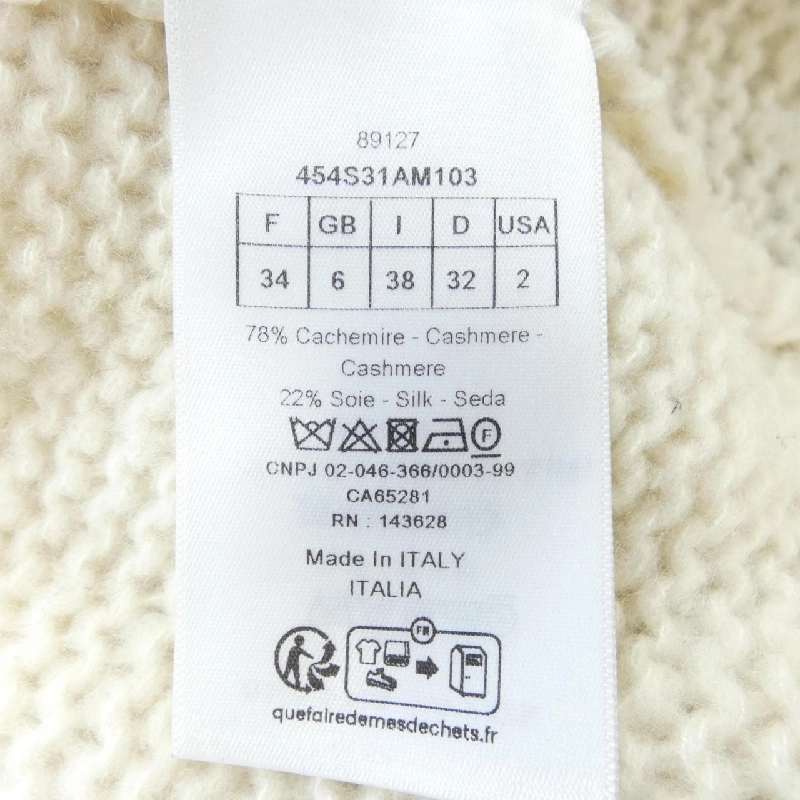 89127
454S31AM103
F GB I D USA
34 6 38 32 2
78% Cachemire - Cashmere -
Cashmere
22% Soie - Silk - Seda
F
CNPJ 02-046-366/0003-99
CA65281
RN : 143628
Made In ITALY
ITALIA
FR
quefairedemesdechets.fr